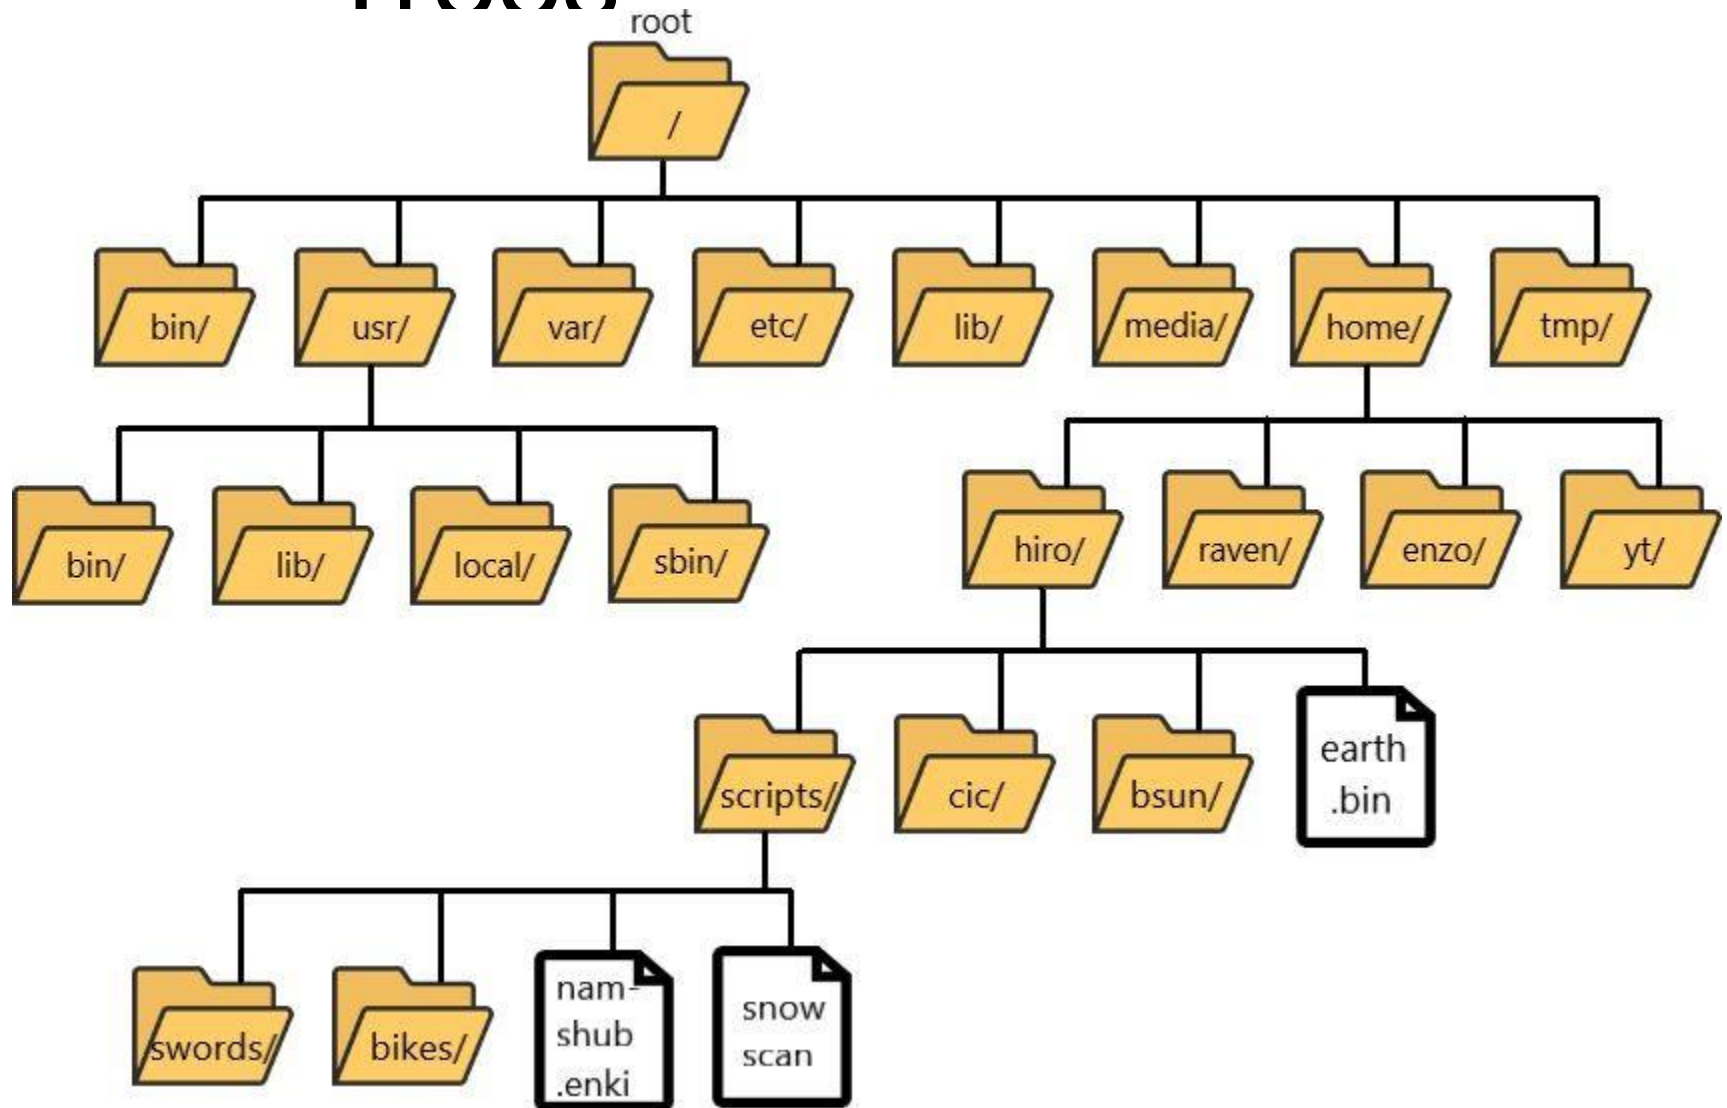 root
/
bin/ usr/ var/ etc/ lib/ media/ home/ tmp/
bin/ lib/ local/ sbin/ hiro/ raven/ enzo/ yt/
scripts/ cic/ bsun/ earth
.bin
swords/ bikes/ nam-
shub
.enki
snow
scan